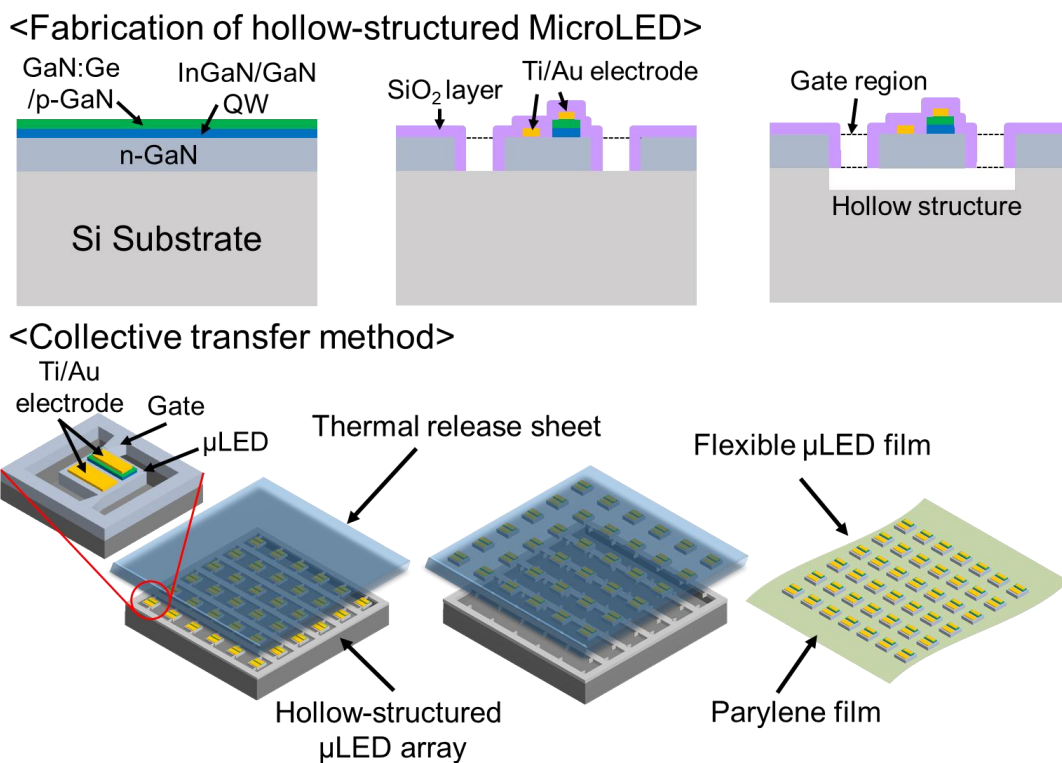 <Fabrication of hollow-structured MicroLED>
GaN:Ge
/p-GaN
InGaN/GaN
QW
n-GaN
Si Substrate
SiO₂ layer
Ti/Au electrode
Gate region
Hollow structure
<Collective transfer method>
Ti/Au
electrode
Gate
μLED
Thermal release sheet
Hollow-structured
μLED array
Flexible μLED film
Parylene film